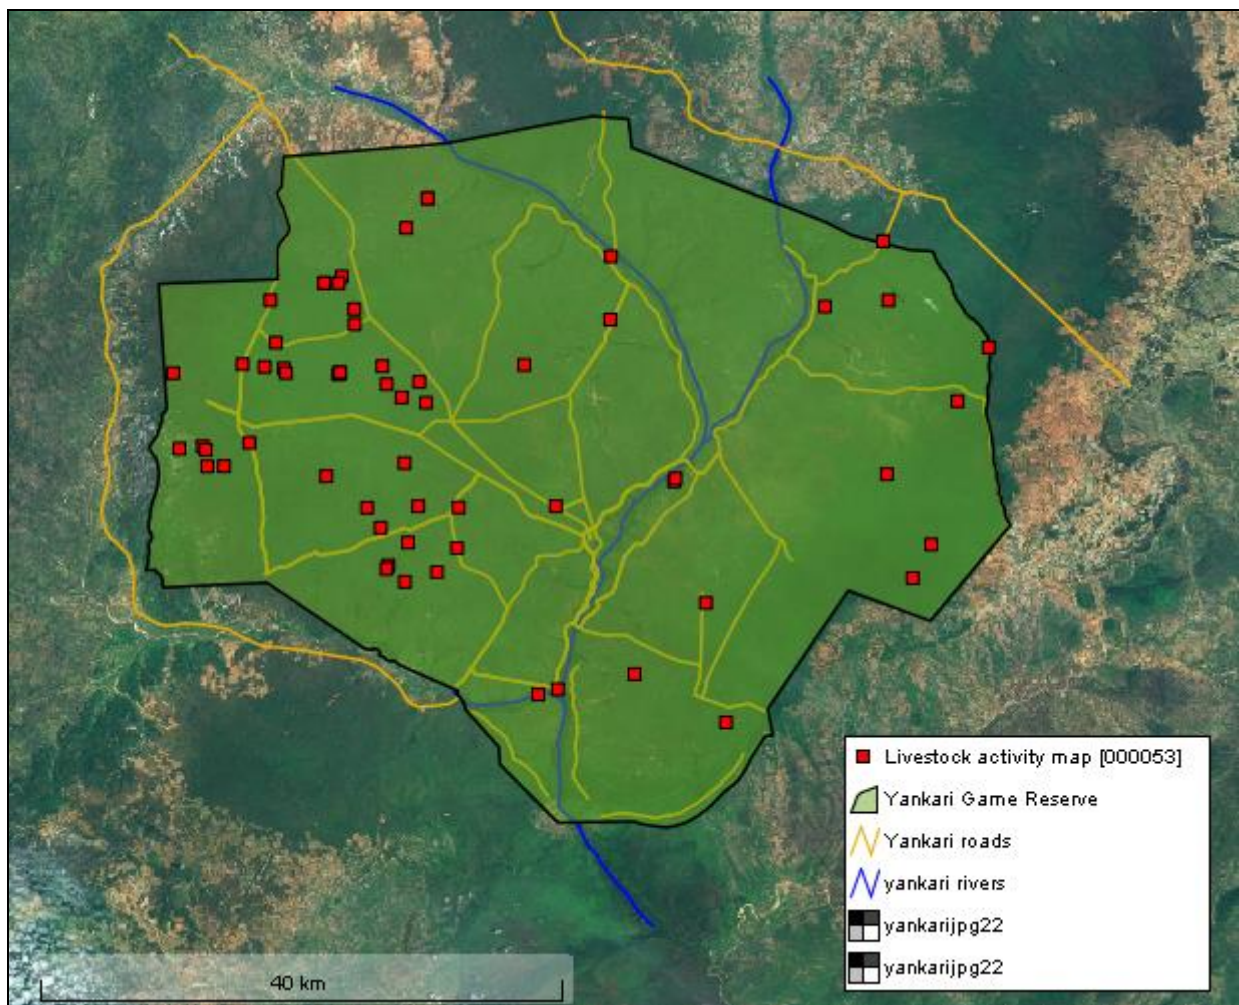 Livestock activity map [000053]
Yankari Game Reserve
Yankari roads
yankari rivers
yankarijpg22
yankarijpg22
40 km